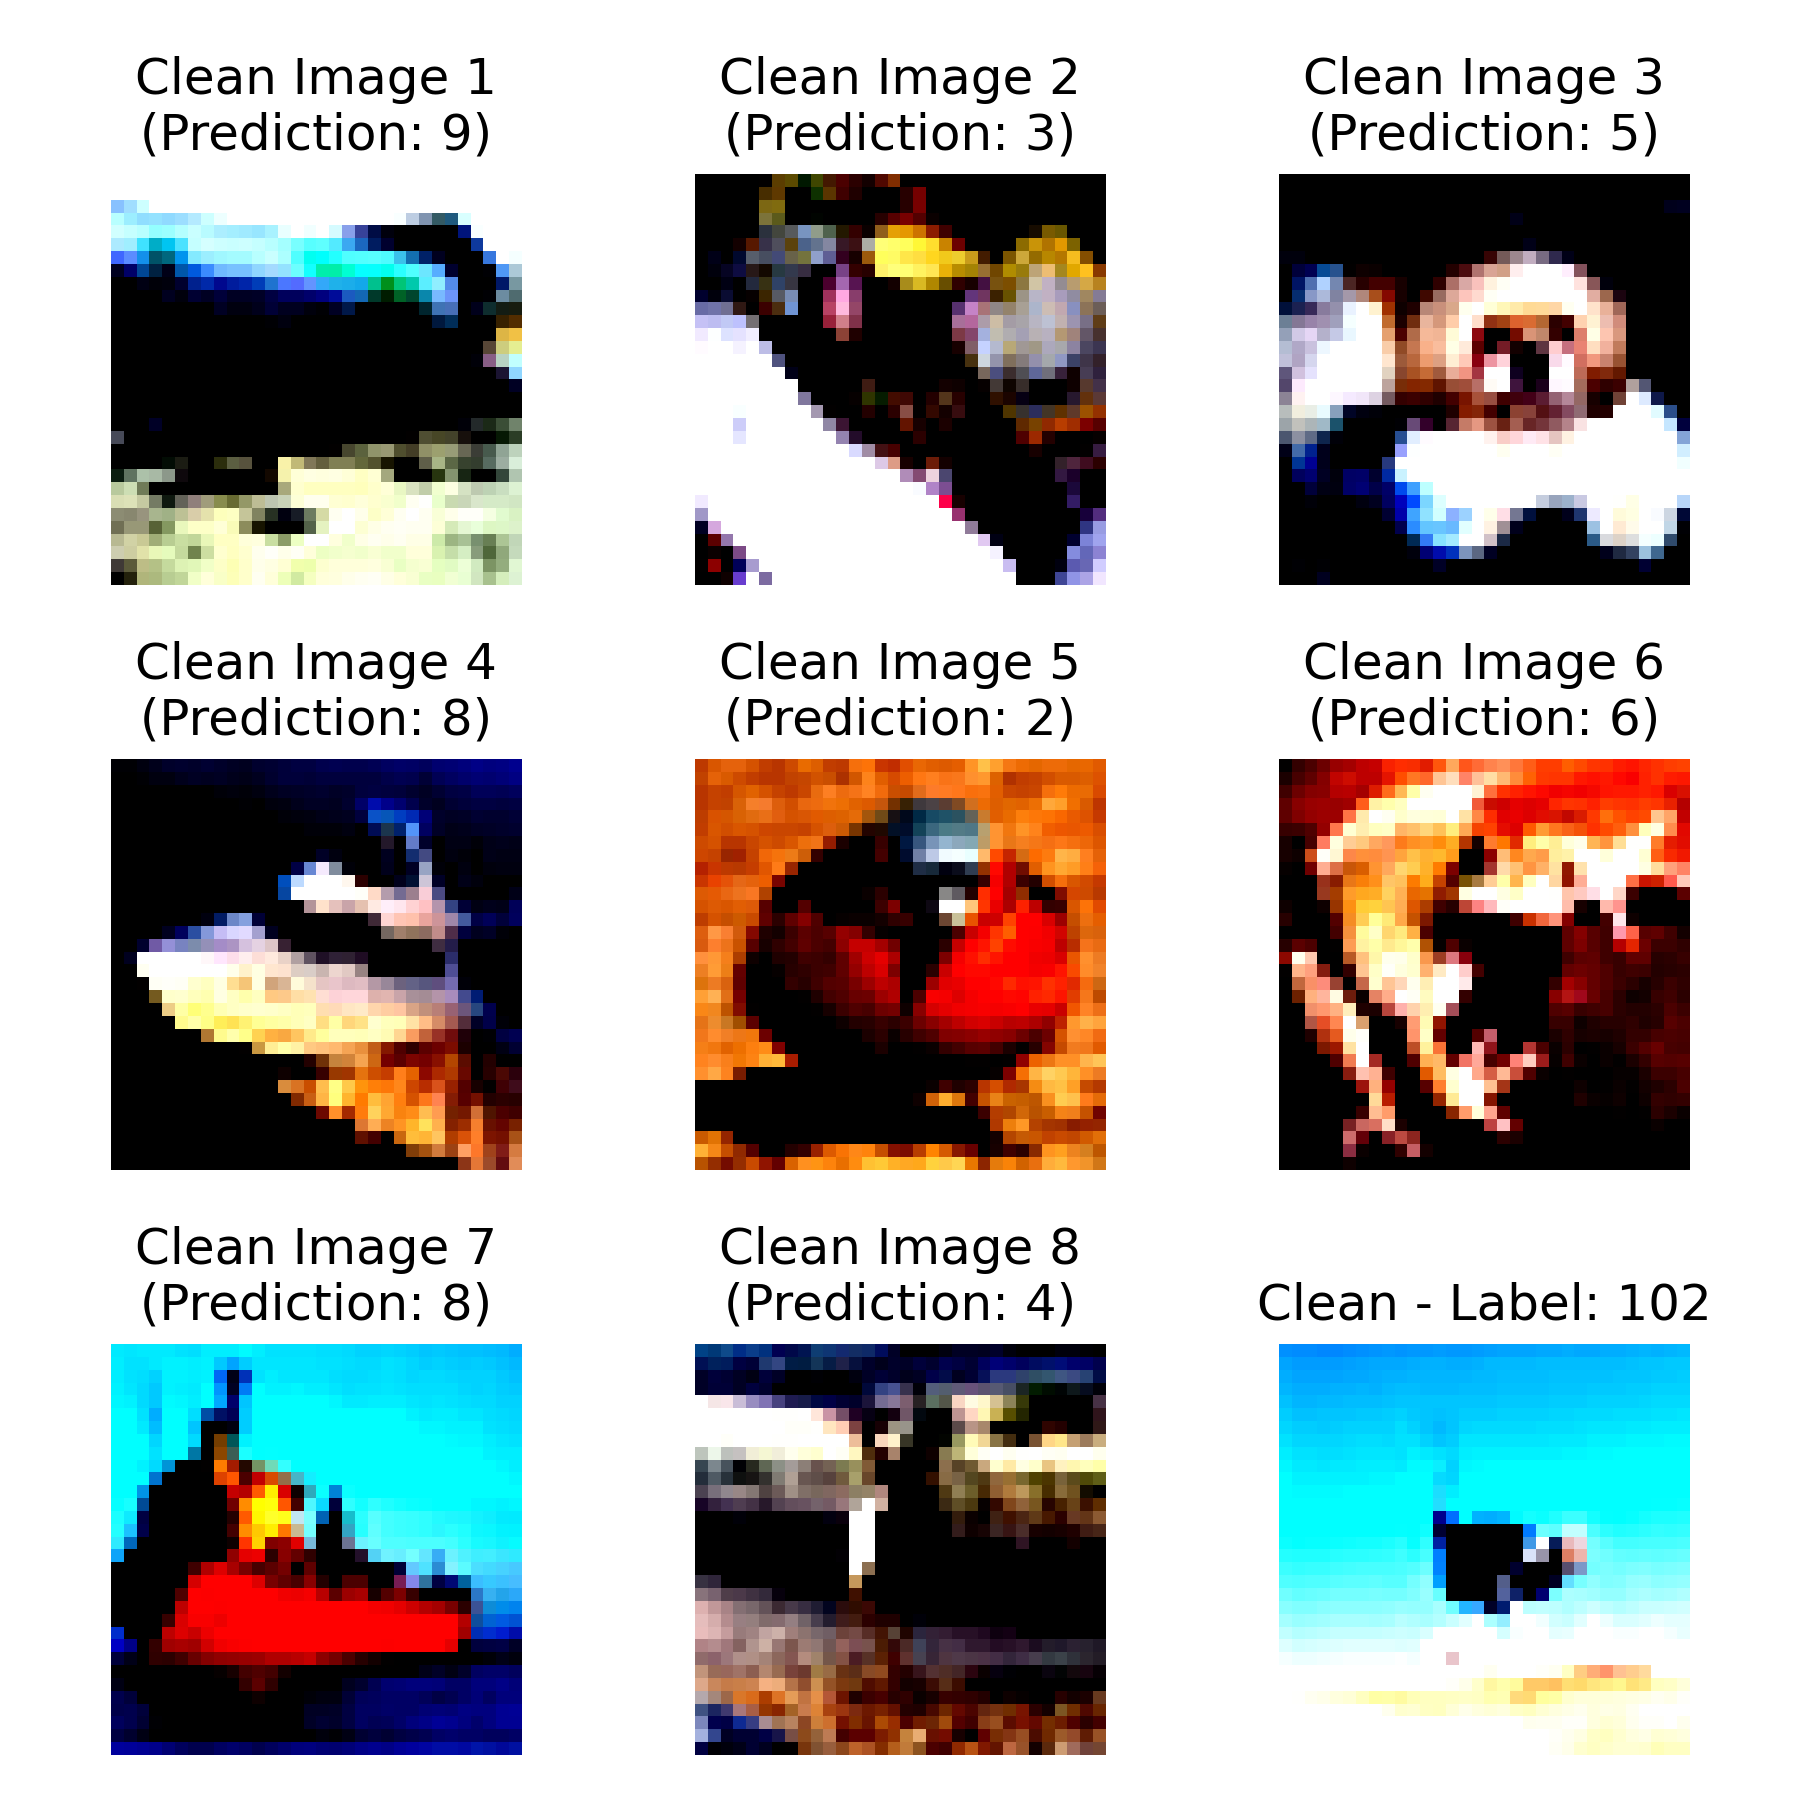 Clean Image 1
(Prediction: 9)
Clean Image 2
(Prediction: 3)
Clean Image 3
(Prediction: 5)
Clean Image 4
(Prediction: 8)
Clean Image 5
(Prediction: 2)
Clean Image 6
(Prediction: 6)
Clean Image 7
(Prediction: 8)
Clean Image 8
(Prediction: 4)
Clean - Label: 102